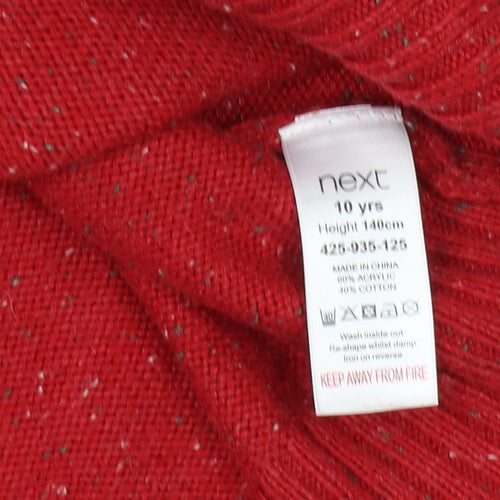 next
10 yrs
Height 140cm
425-935-125
MADE IN CHINA
60% ACRYLIC
40% COTTON
Wash inside out
Re-shape whilst damp
Iron on reverse
KEEP AWAY FROM FIRE